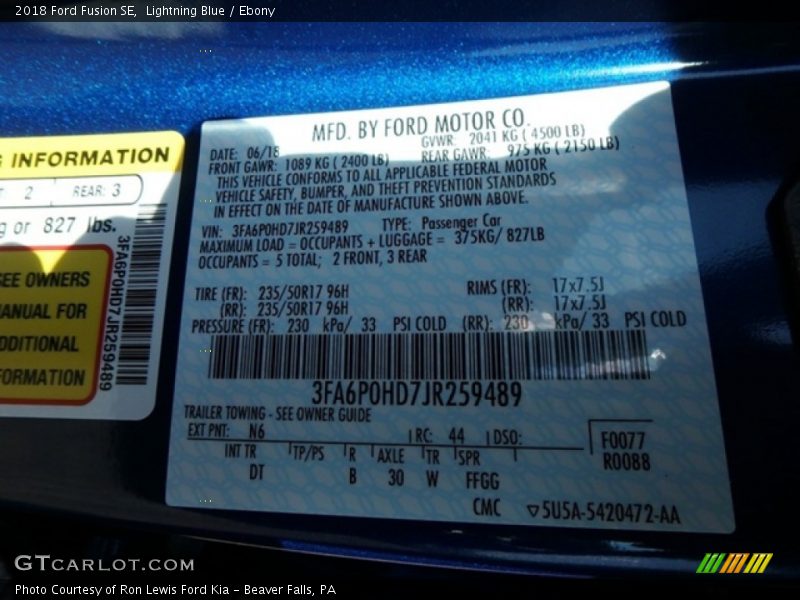 2018 Ford Fusion SE,  Lightning Blue / Ebony
G INFORMATION
2 REAR: 3
g or 827 lbs.
SEE OWNERS
MANUAL FOR
ADDITIONAL
FORMATION
3FA6P0HD7JR259489
MFD. BY FORD MOTOR CO.
DATE: 06/18 GVWR: 2041 KG ( 4500 LB)
FRONT GAWR: 1089 KG ( 2400 LB) REAR GAWR: 975 KG ( 2150 LB)
THIS VEHICLE CONFORMS TO ALL APPLICABLE FEDERAL MOTOR
VEHICLE SAFETY, BUMPER, AND THEFT PREVENTION STANDARDS
IN EFFECT ON THE DATE OF MANUFACTURE SHOWN ABOVE.
VIN: 3FA6P0HD7JR259489 TYPE: Passenger Car
MAXIMUM LOAD = OCCUPANTS + LUGGAGE = 375KG/ 827LB
OCCUPANTS = 5 TOTAL; 2 FRONT, 3 REAR
TIRE (FR): 235/50R17 96H RIMS (FR): 17x7.5J
(RR): 235/50R17 96H (RR): 17x7.5J
PRESSURE (FR): 230 kPa/ 33 PSI COLD (RR): 230 kPa/ 33 PSI COLD
3FA6P0HD7JR259489
TRAILER TOWING - SEE OWNER GUIDE
EXT PNT: N6 RC: 44 DSO: F0077
INT TR TP/PS R AXLE TR SPR R0088
DT B 30 W FFGG
CMC ▽5U5A-5420472-AA
GTCARLOT.COM
Photo Courtesy of Ron Lewis Ford Kia – Beaver Falls, PA